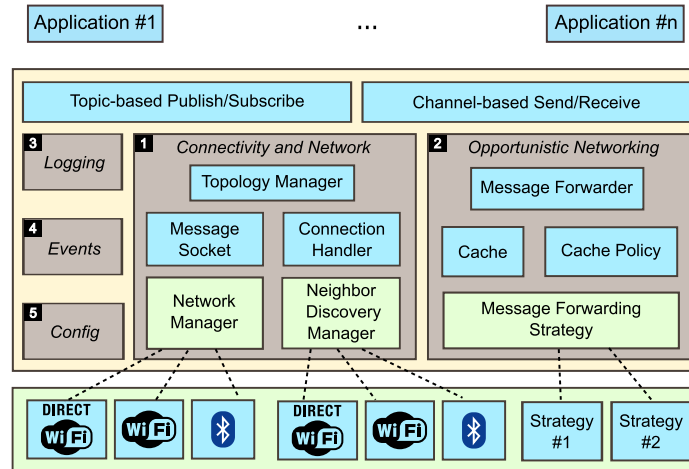 Application #1
...
Application #n
Topic-based Publish/Subscribe
Channel-based Send/Receive
3
Logging
1
Connectivity and Network
Topology Manager
Message
Socket
Connection
Handler
Network
Manager
Neighbor
Discovery
Manager
2
Opportunistic Networking
Message Forwarder
Cache
Cache Policy
Message Forwarding
Strategy
4
Events
5
Config
DIRECT
WiFi
WiFi
DIRECT
WiFi
WiFi
Strategy
#1
Strategy
#2